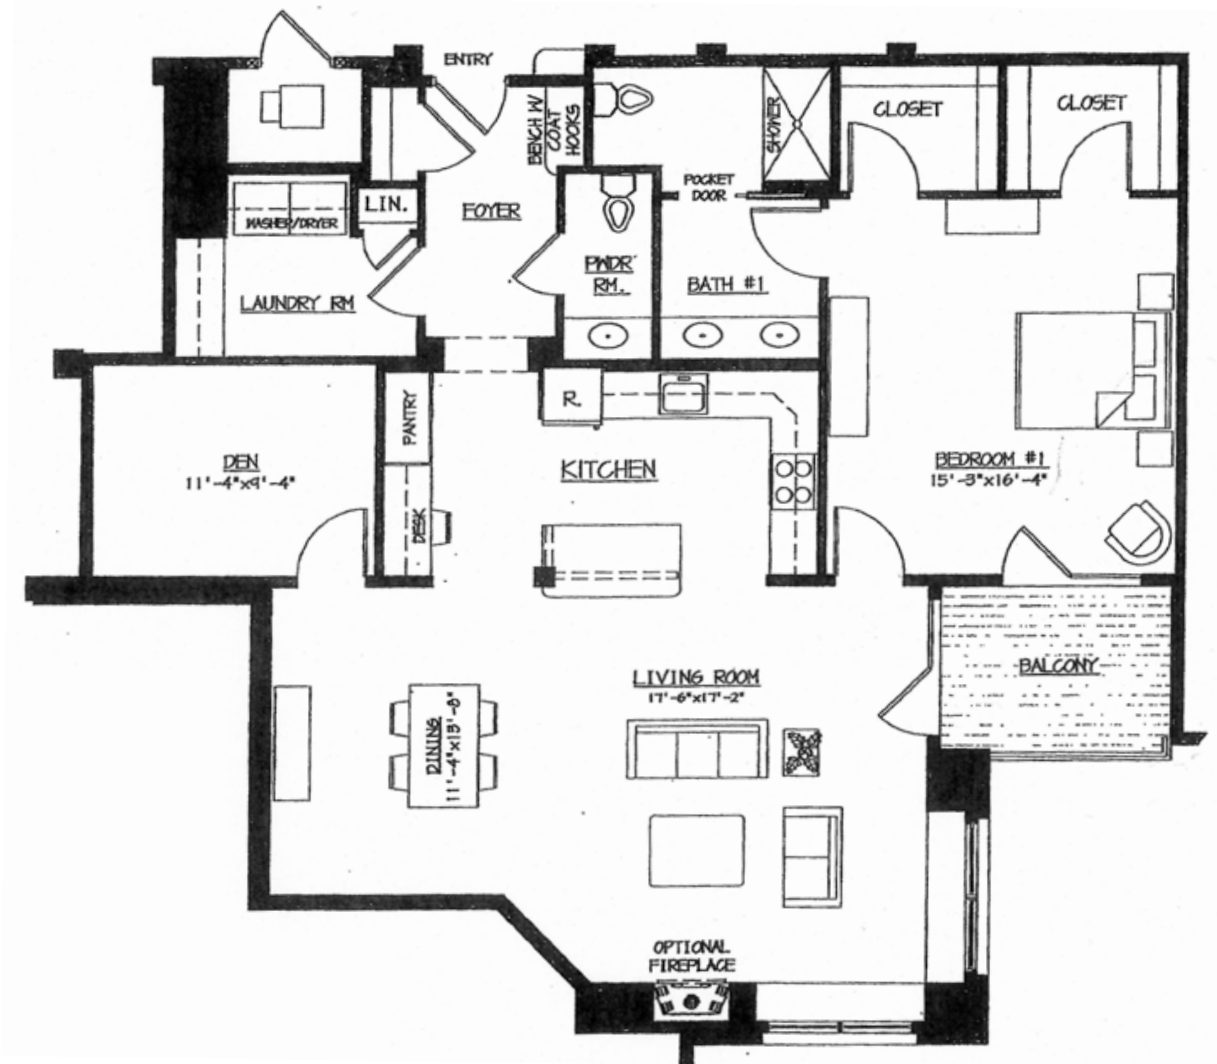 ENTRY
BENCH W/
COAT
HOOKS
SHOWER
CLOSET
CLOSET
POCKET
DOOR
LIN.
FOYER
WASHER/DRYER
PWDR
RM.
BATH #1
LAUNDRY RM
PANTRY
R.
DEN
11'-4"x9'-4"
KITCHEN
BEDROOM #1
15'-3"x16'-4"
DESK
BALCONY
LIVING ROOM
17'-6"x17'-2"
DINING
11'-4"x13'-8"
OPTIONAL
FIREPLACE